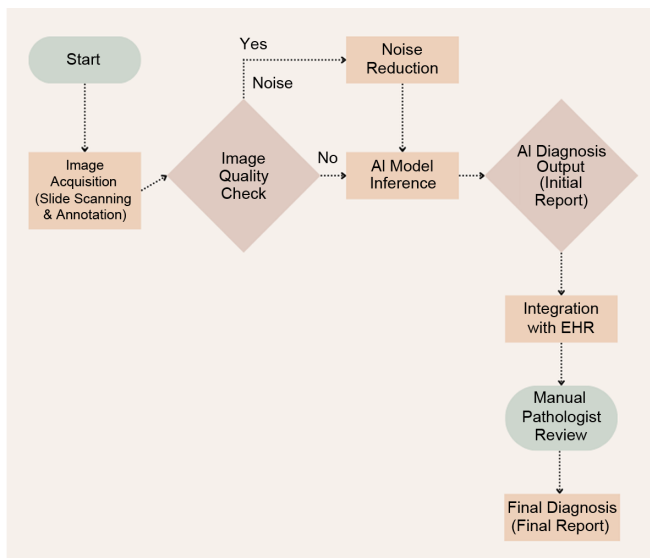 Start
Yes
Noise
Noise
Reduction
Image
Acquisition
(Slide Scanning
& Annotation)
Image
Quality
Check
No
AI Model
Inference
AI Diagnosis
Output
(Initial
Report)
Integration
with EHR
Manual
Pathologist
Review
Final Diagnosis
(Final Report)